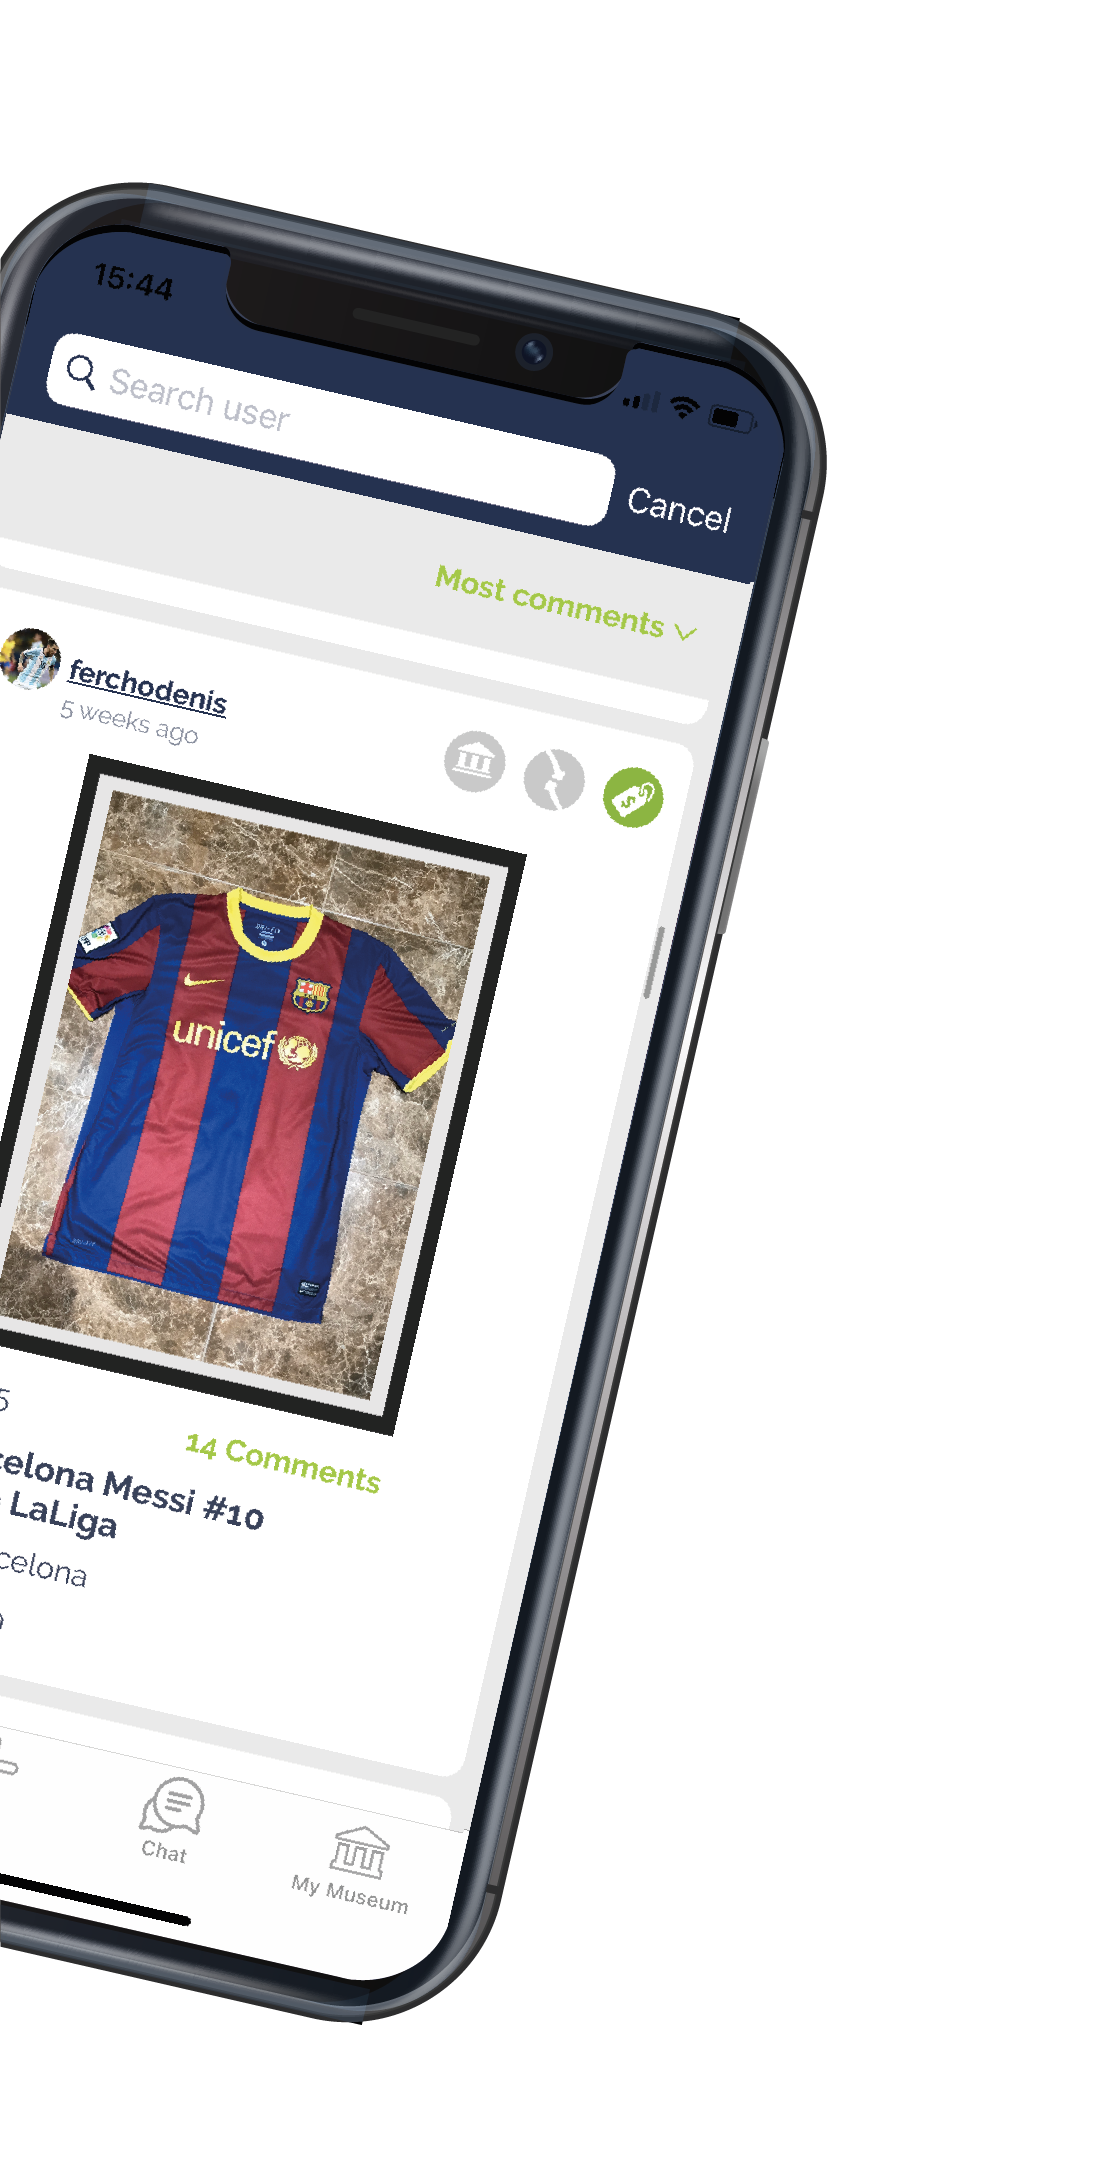 15:44
Search user
Cancel
Most comments
ferchodenis
5 weeks ago
unicef
5
14 Comments
celona Messi #10
LaLiga
celona
a
Chat
My Museum